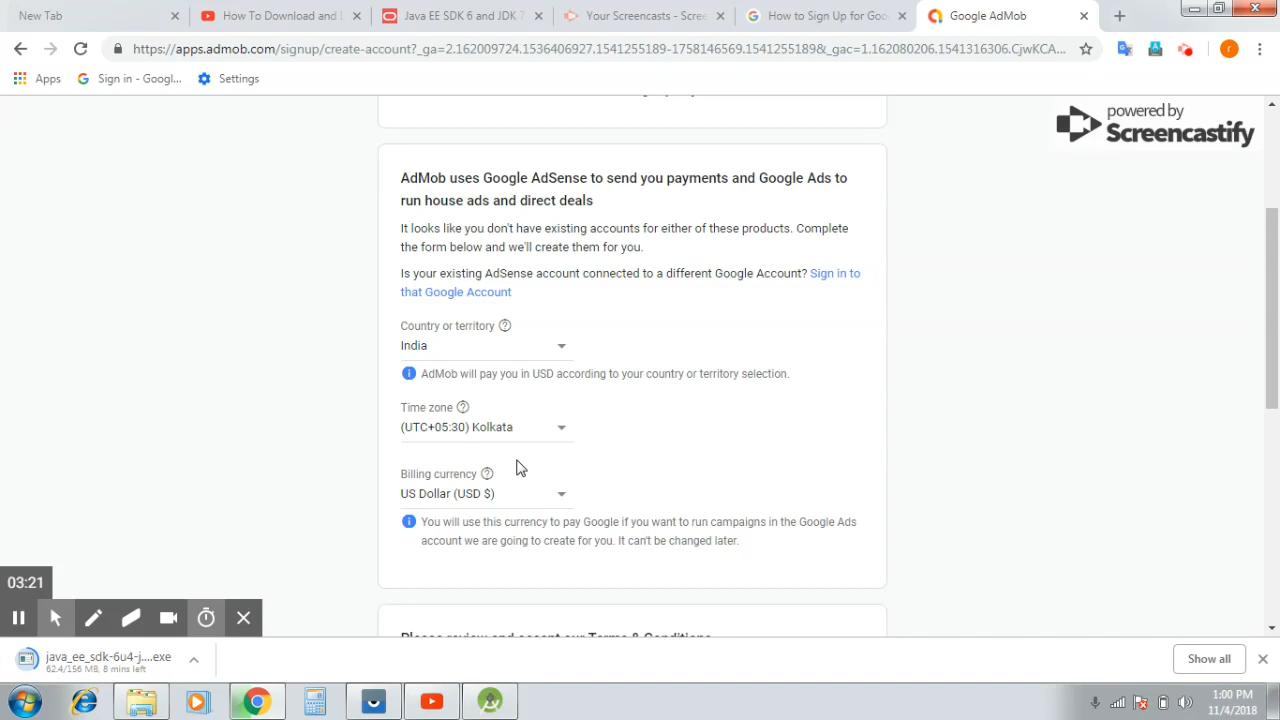 New Tab
How To Download and I
Java EE SDK 6 and JDK 7
Your Screencasts - Scree
How to Sign Up for Goo
Google AdMob
https://apps.admob.com/signup/create-account?_ga=2.162009724.1536406927.1541255189-1758146569.1541255189&_gac=1.162080206.1541316306.CjwKCA...
r
Apps
Sign in - Googl...
Settings
powered by
Screencastify
AdMob uses Google AdSense to send you payments and Google Ads to
run house ads and direct deals
It looks like you don't have existing accounts for either of these products. Complete
the form below and we'll create them for you.
Is your existing AdSense account connected to a different Google Account? Sign in to
that Google Account
Country or territory
India
AdMob will pay you in USD according to your country or territory selection.
Time zone
(UTC+05:30) Kolkata
Billing currency
US Dollar (USD $)
You will use this currency to pay Google if you want to run campaigns in the Google Ads
account we are going to create for you. It can't be changed later.
Please review and accept our Terms & Conditions
03:21
java_ee_sdk-6u4-j....exe
62.4/156 MB, 8 mins left
Show all
1:00 PM
11/4/2018